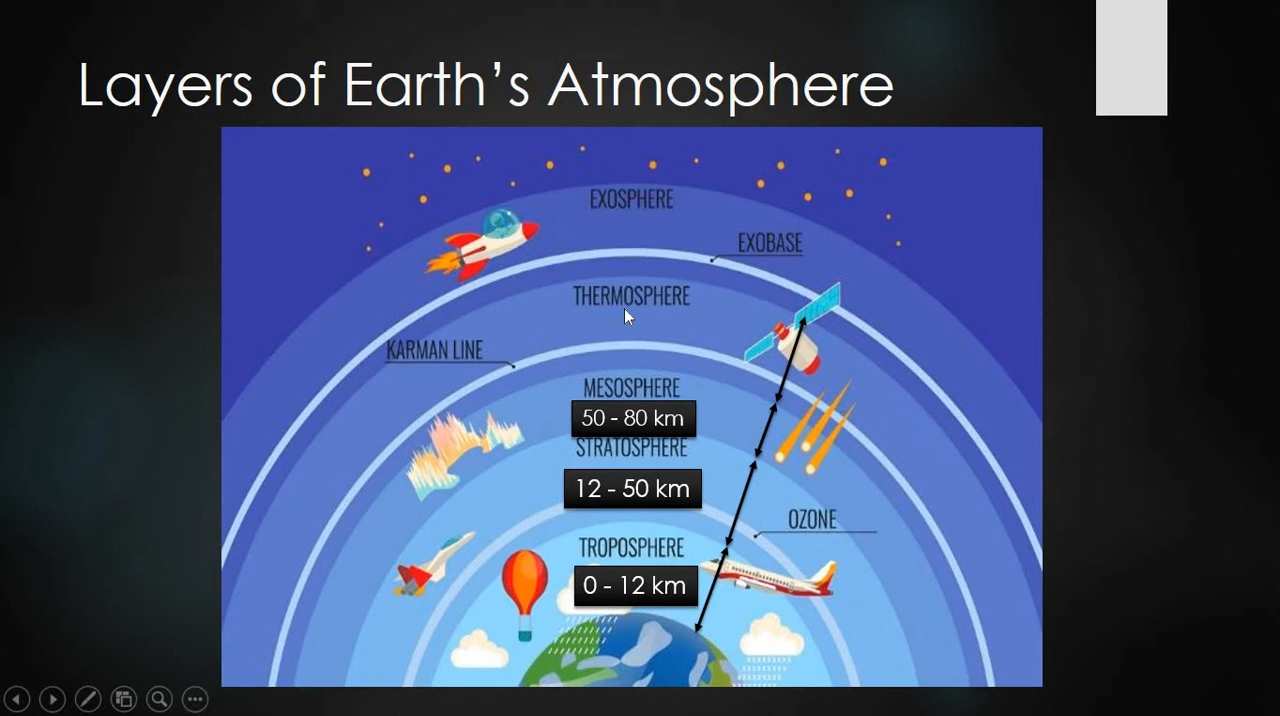 Layers of Earth's Atmosphere
EXOSPHERE
EXOBASE
THERMOSPHERE
KARMAN LINE
MESOSPHERE
50 - 80 km
STRATOSPHERE
12 - 50 km
OZONE
TROPOSPHERE
0 - 12 km